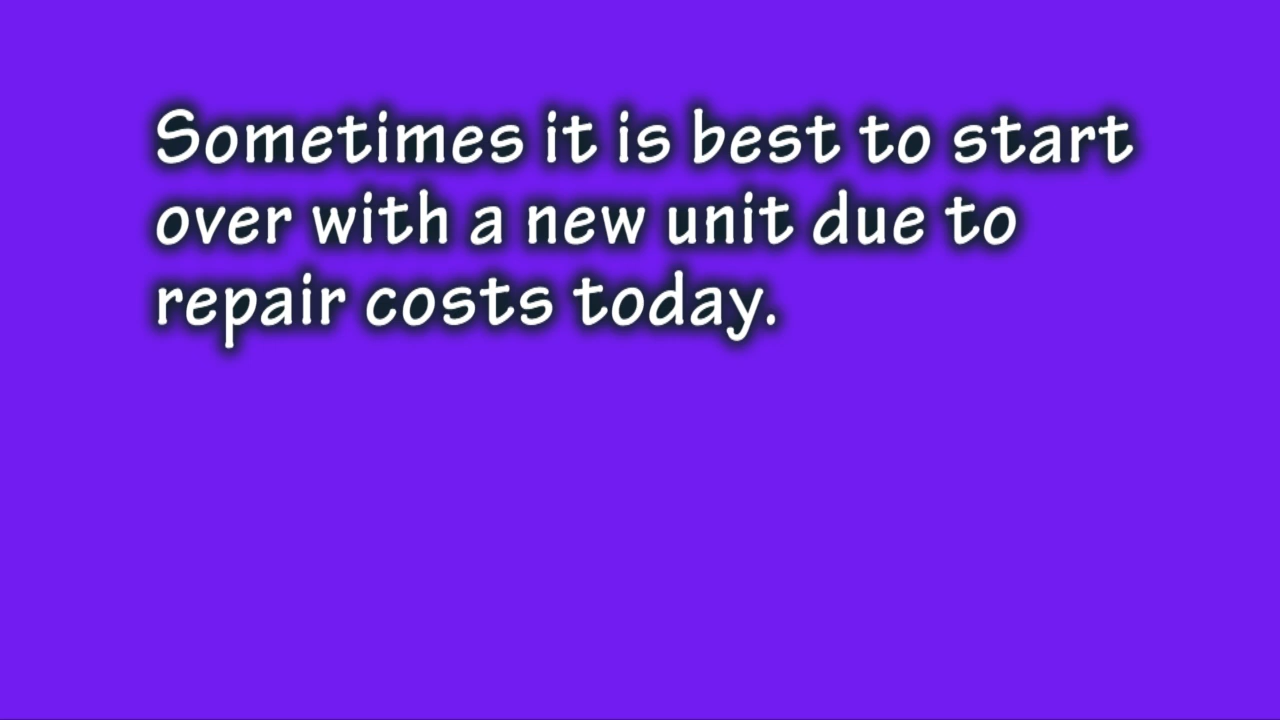 Sometimes it is best to start
over with a new unit due to
repair costs today.